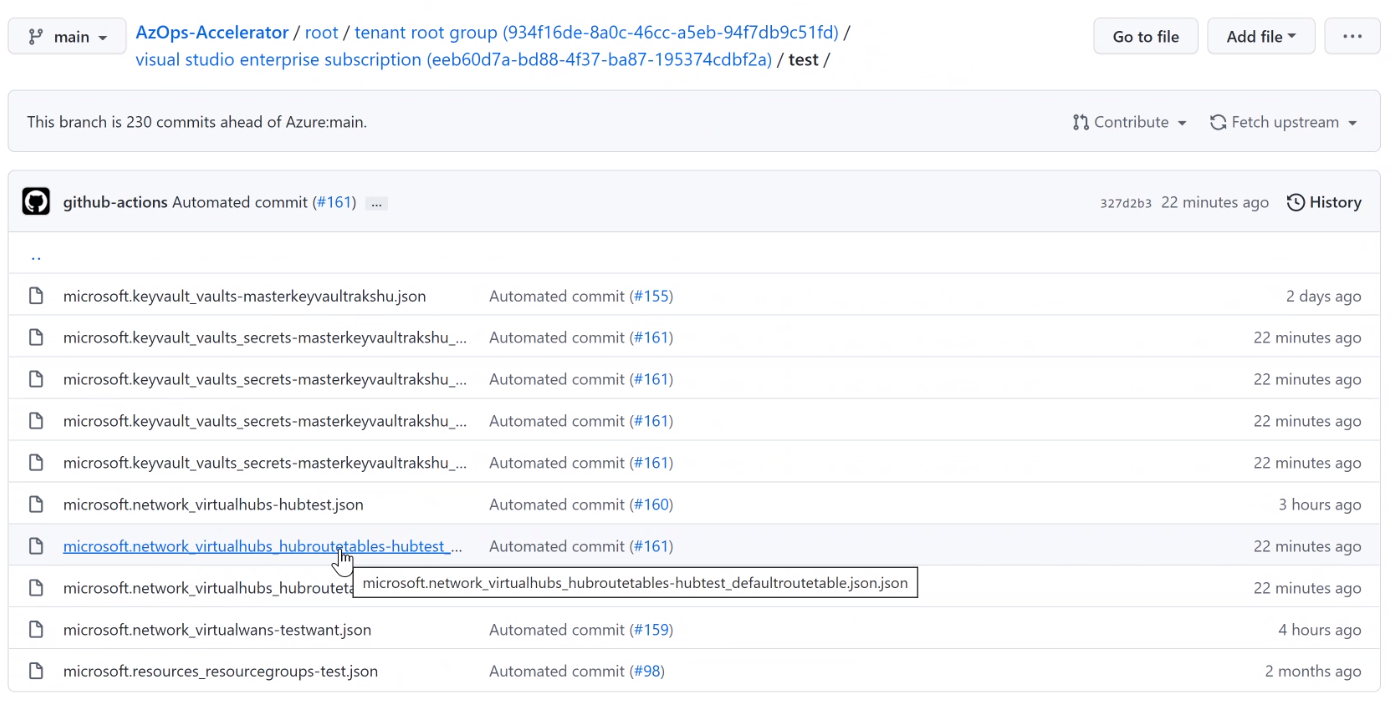 main
AzOps-Accelerator / root / tenant root group (934f16de-8a0c-46cc-a5eb-94f7db9c51fd) /
visual studio enterprise subscription (eeb60d7a-bd88-4f37-ba87-195374cdbf2a) / test /
Go to file
Add file
...
This branch is 230 commits ahead of Azure:main.
Contribute
Fetch upstream
github-actions Automated commit (#161) ...
327d2b3 22 minutes ago History
..
microsoft.keyvault_vaults-masterkeyvaultrakshu.json Automated commit (#155) 2 days ago
microsoft.keyvault_vaults_secrets-masterkeyvaultrakshu_... Automated commit (#161) 22 minutes ago
microsoft.keyvault_vaults_secrets-masterkeyvaultrakshu_... Automated commit (#161) 22 minutes ago
microsoft.keyvault_vaults_secrets-masterkeyvaultrakshu_... Automated commit (#161) 22 minutes ago
microsoft.keyvault_vaults_secrets-masterkeyvaultrakshu_... Automated commit (#161) 22 minutes ago
microsoft.network_virtualhubs-hubtest.json Automated commit (#160) 3 hours ago
microsoft.network_virtualhubs_hubroutetables-hubtest_... Automated commit (#161) 22 minutes ago
microsoft.network_virtualhubs_hubroutetables-hubtest_defaultroutetable.json.json
microsoft.network_virtualhubs_hubrouteta 22 minutes ago
microsoft.network_virtualwans-testwant.json Automated commit (#159) 4 hours ago
microsoft.resources_resourcegroups-test.json Automated commit (#98) 2 months ago